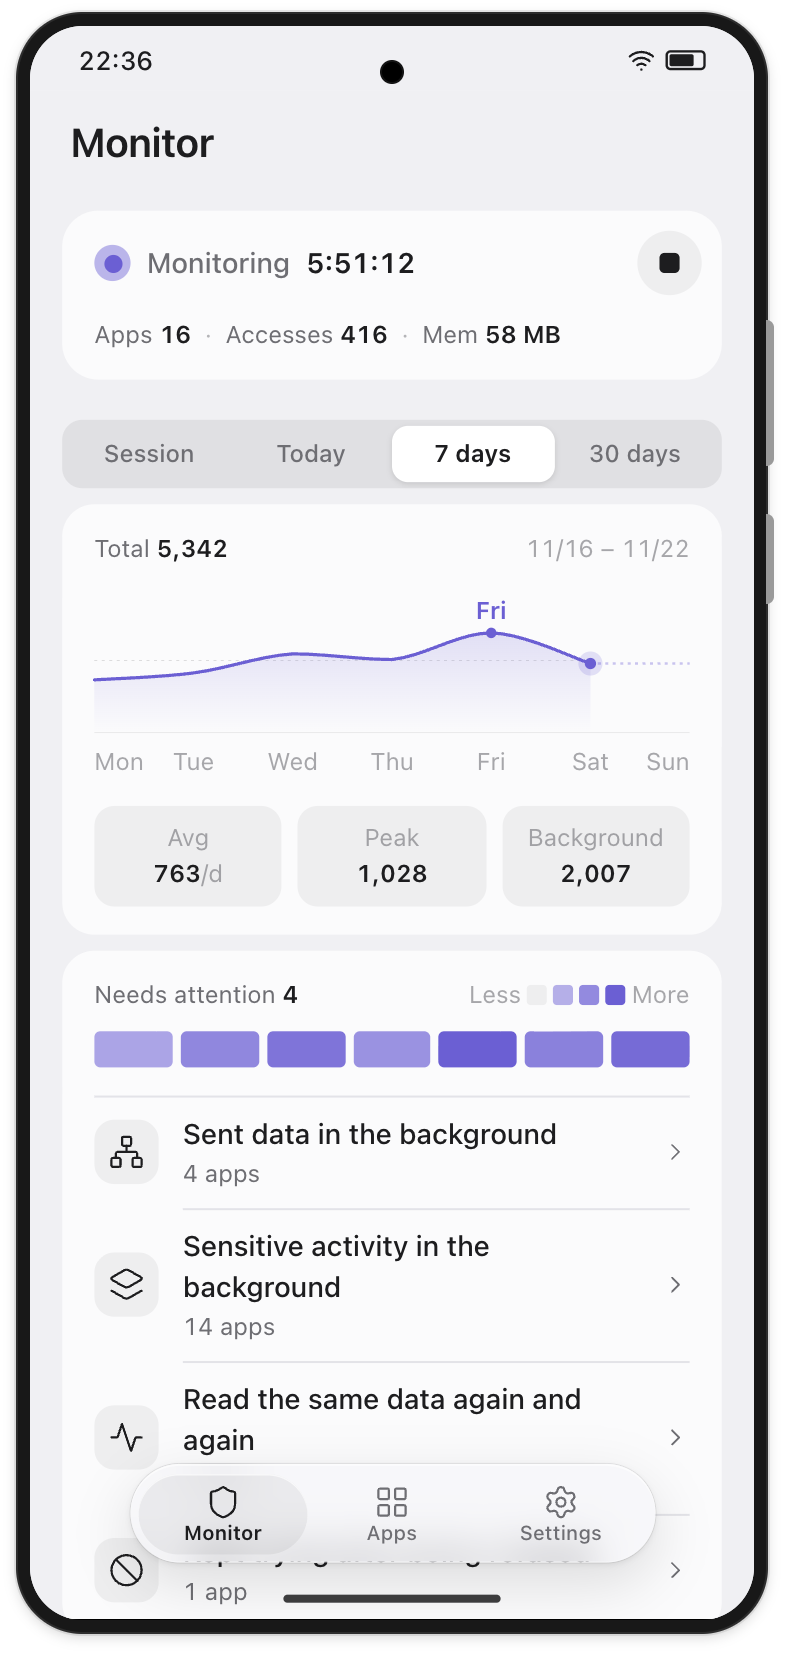 22:36
Monitor
Monitoring 5:51:12
Apps 16 · Accesses 416 · Mem 58 MB
Session Today 7 days 30 days
Total 5,342 11/16 – 11/22
Fri
Mon Tue Wed Thu Fri Sat Sun
Avg Peak Background
763/d 1,028 2,007
Needs attention 4 Less More
Sent data in the background
4 apps
Sensitive activity in the
background
14 apps
Read the same data again and
again
Monitor Apps Settings
1 app